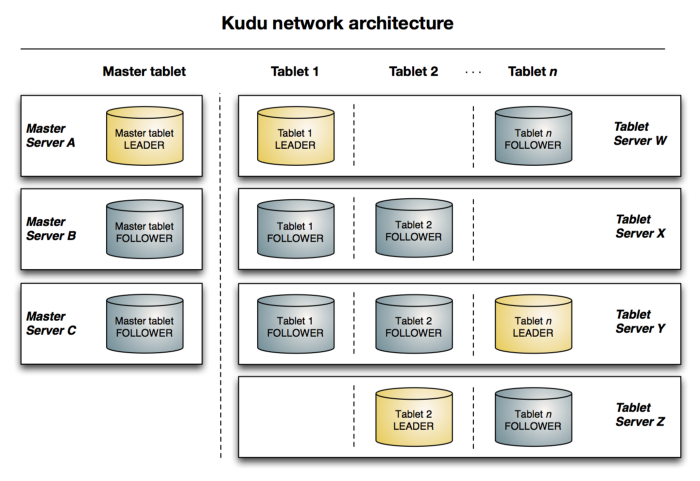 Kudu network architecture
Master tablet
Tablet 1
Tablet 2
· · ·
Tablet n
Master
Server A
Master tablet
LEADER
Tablet 1
LEADER
Tablet n
FOLLOWER
Tablet
Server W
Master
Server B
Master tablet
FOLLOWER
Tablet 1
FOLLOWER
Tablet 2
FOLLOWER
Tablet
Server X
Master
Server C
Master tablet
FOLLOWER
Tablet 1
FOLLOWER
Tablet 2
FOLLOWER
Tablet n
LEADER
Tablet
Server Y
Tablet 2
LEADER
Tablet n
FOLLOWER
Tablet
Server Z